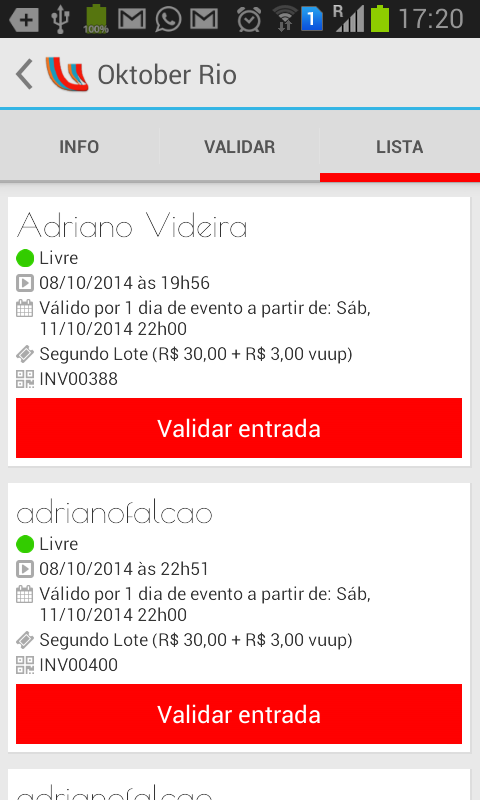 100%
1
R
17:20
Oktober Rio
INFO
VALIDAR
LISTA
Adriano Videira
Livre
08/10/2014 às 19h56
Válido por 1 dia de evento a partir de: Sáb,
11/10/2014 22h00
Segundo Lote (R$ 30,00 + R$ 3,00 vuup)
INV00388
Validar entrada
adrianofalcao
Livre
08/10/2014 às 22h51
Válido por 1 dia de evento a partir de: Sáb,
11/10/2014 22h00
Segundo Lote (R$ 30,00 + R$ 3,00 vuup)
INV00400
Validar entrada
adrianofalcao